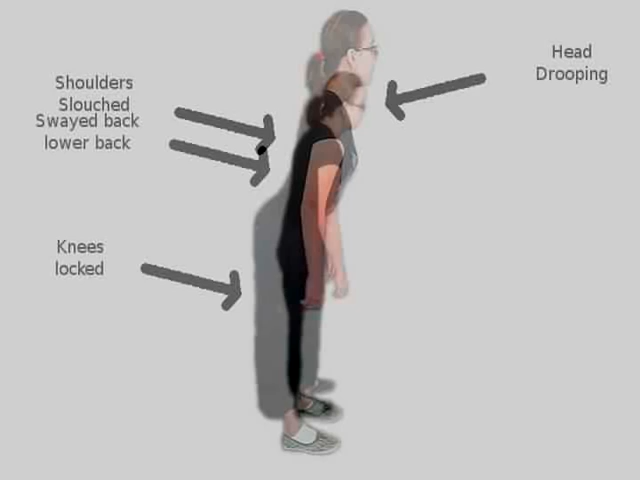 Shoulders
Slouched
Swayed back
lower back
Head
Drooping
Knees
locked